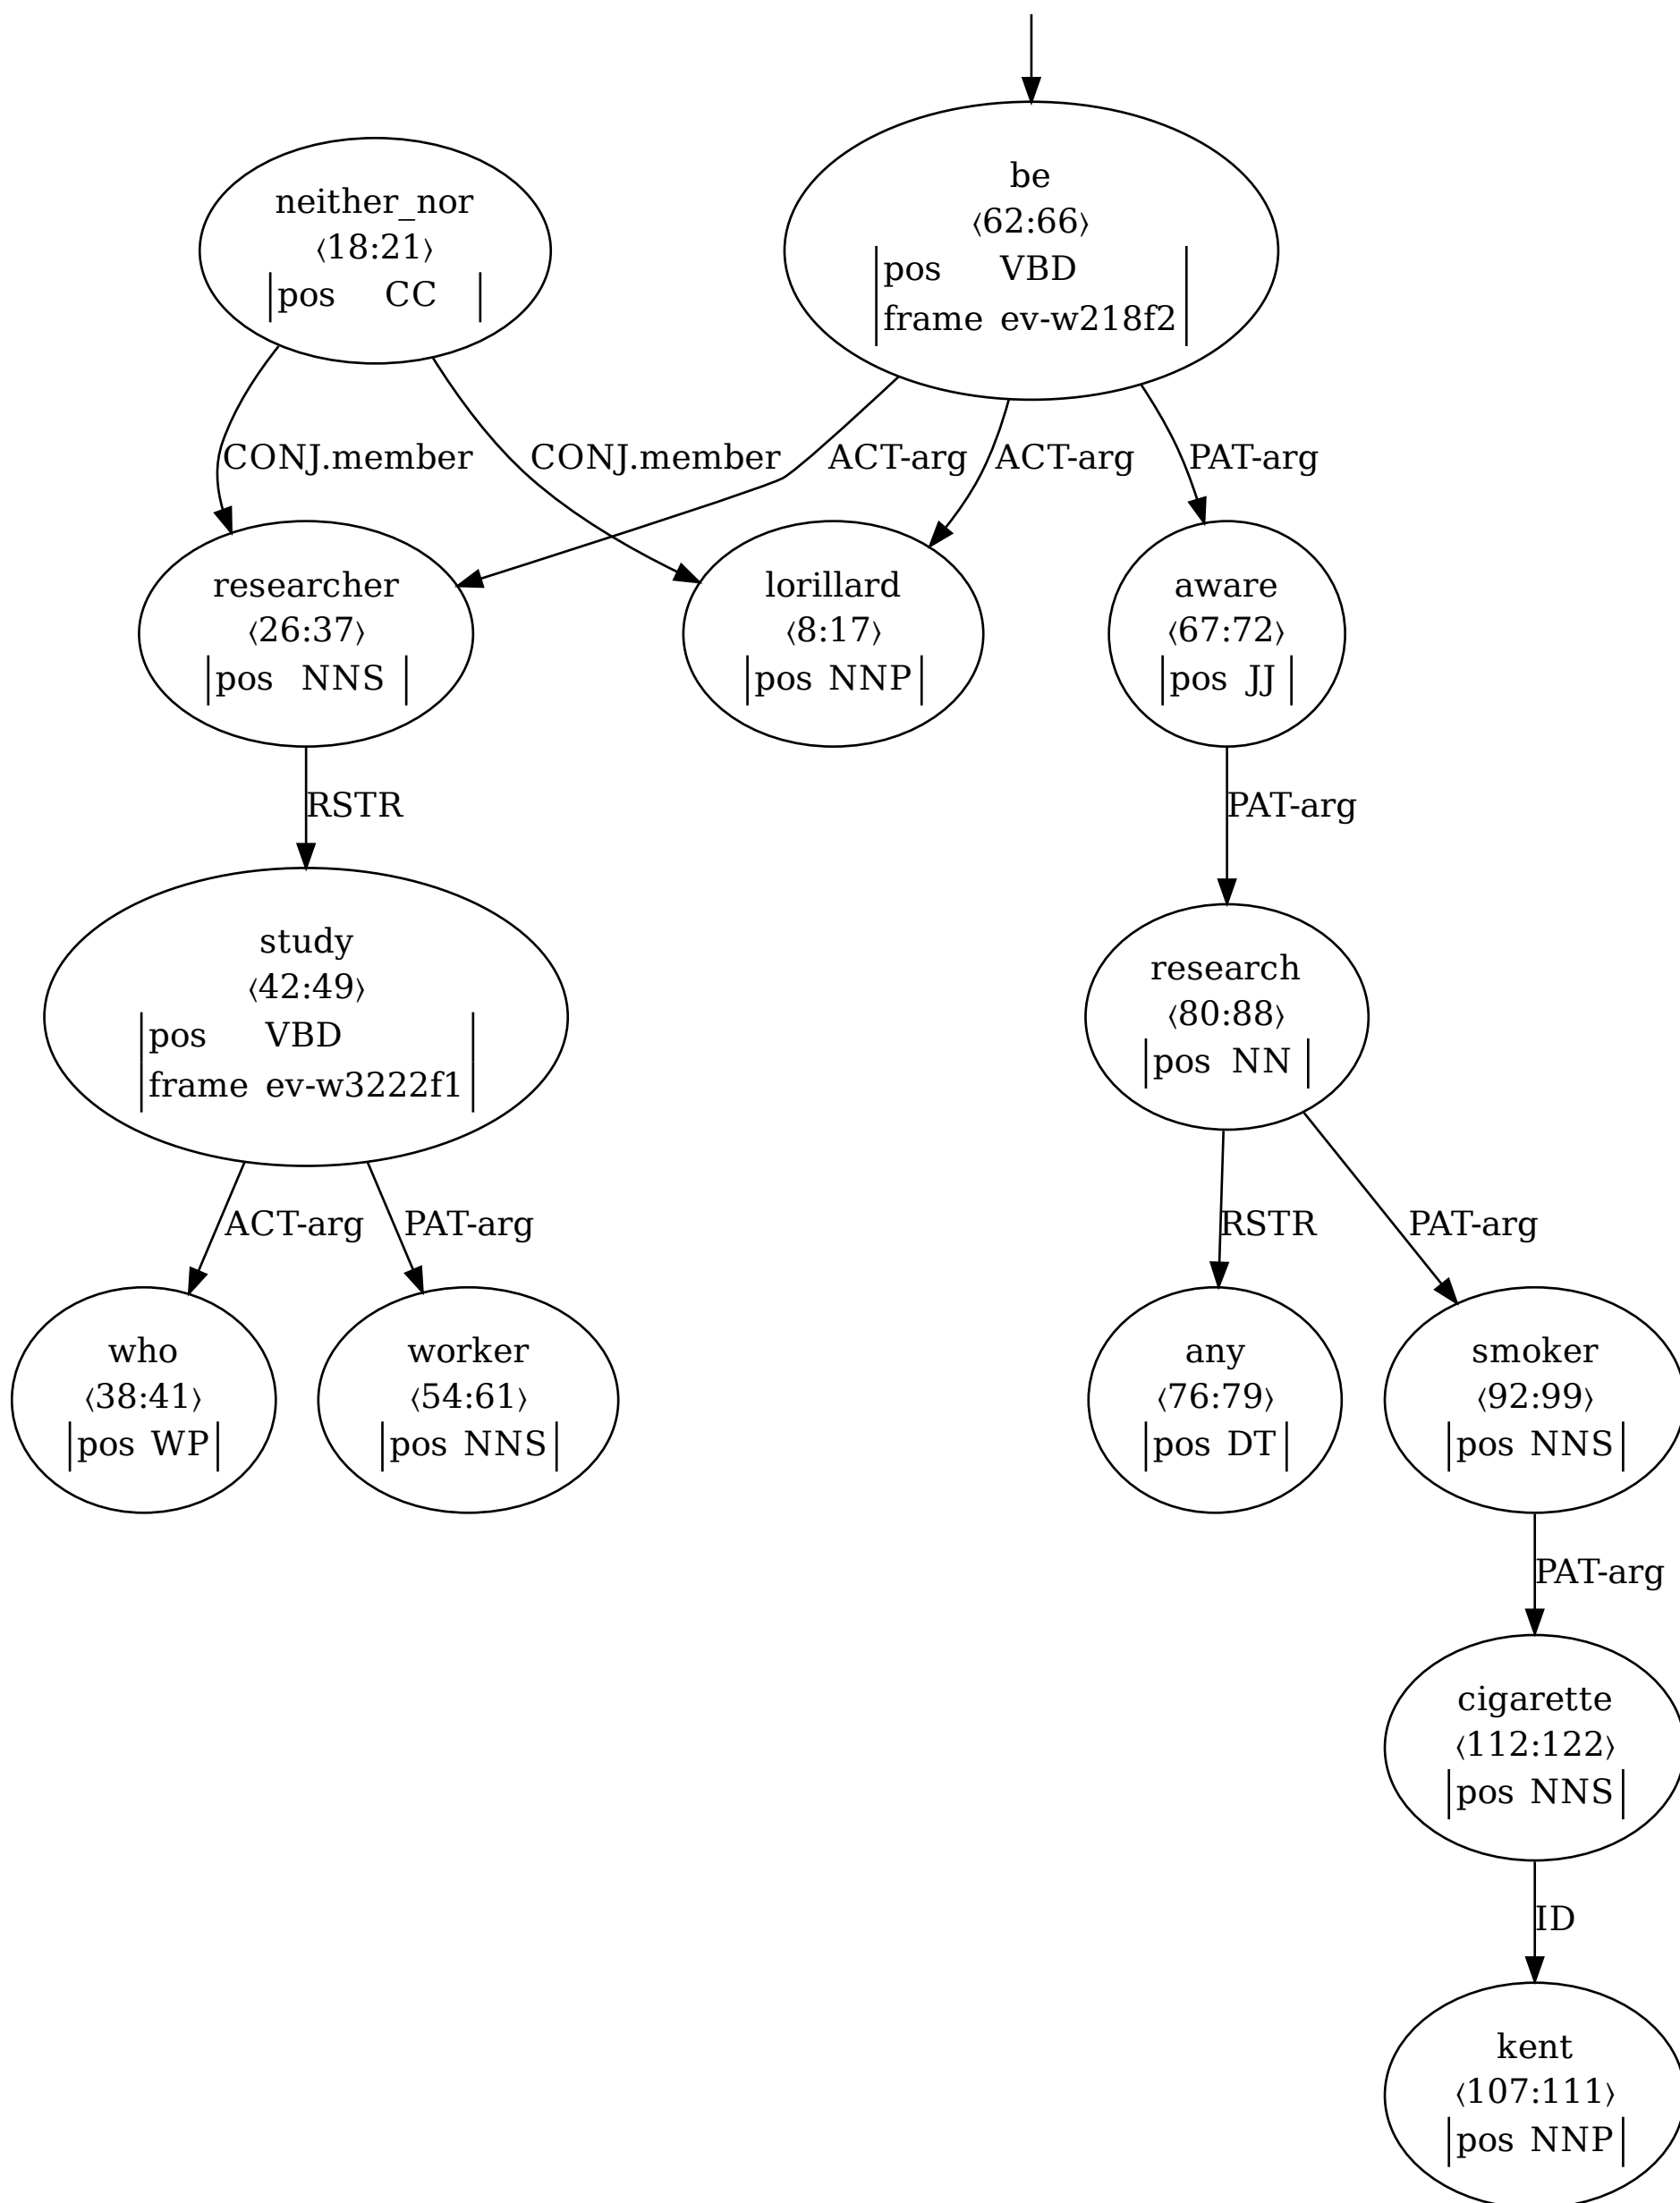 neither_nor
⟨18:21⟩
pos CC
be
⟨62:66⟩
pos VBD
frame ev-w218f2
CONJ.member
CONJ.member
ACT-arg
ACT-arg
PAT-arg
researcher
⟨26:37⟩
pos NNS
lorillard
⟨8:17⟩
pos NNP
aware
⟨67:72⟩
pos JJ
RSTR
PAT-arg
study
⟨42:49⟩
pos VBD
frame ev-w3222f1
research
⟨80:88⟩
pos NN
ACT-arg
PAT-arg
RSTR
PAT-arg
who
⟨38:41⟩
pos WP
worker
⟨54:61⟩
pos NNS
any
⟨76:79⟩
pos DT
smoker
⟨92:99⟩
pos NNS
PAT-arg
cigarette
⟨112:122⟩
pos NNS
ID
kent
⟨107:111⟩
pos NNP